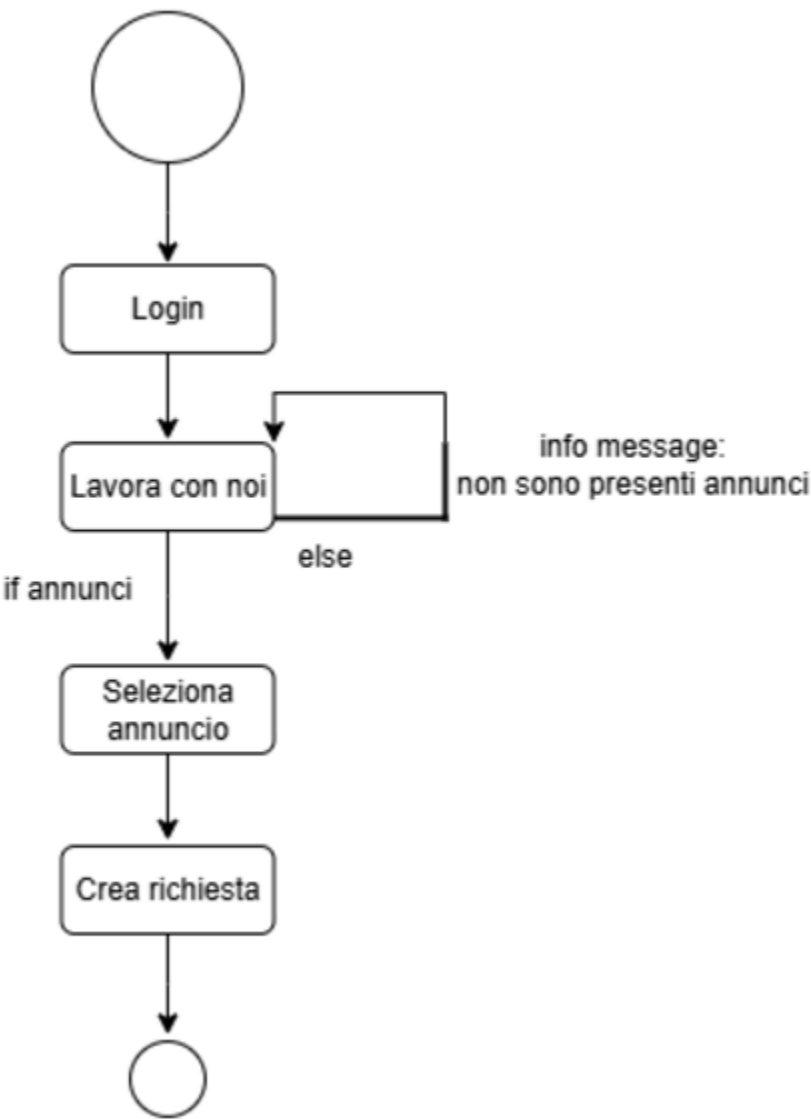 Login
Lavora con noi
info message:
non sono presenti annunci
else
if annunci
Seleziona
annuncio
Crea richiesta